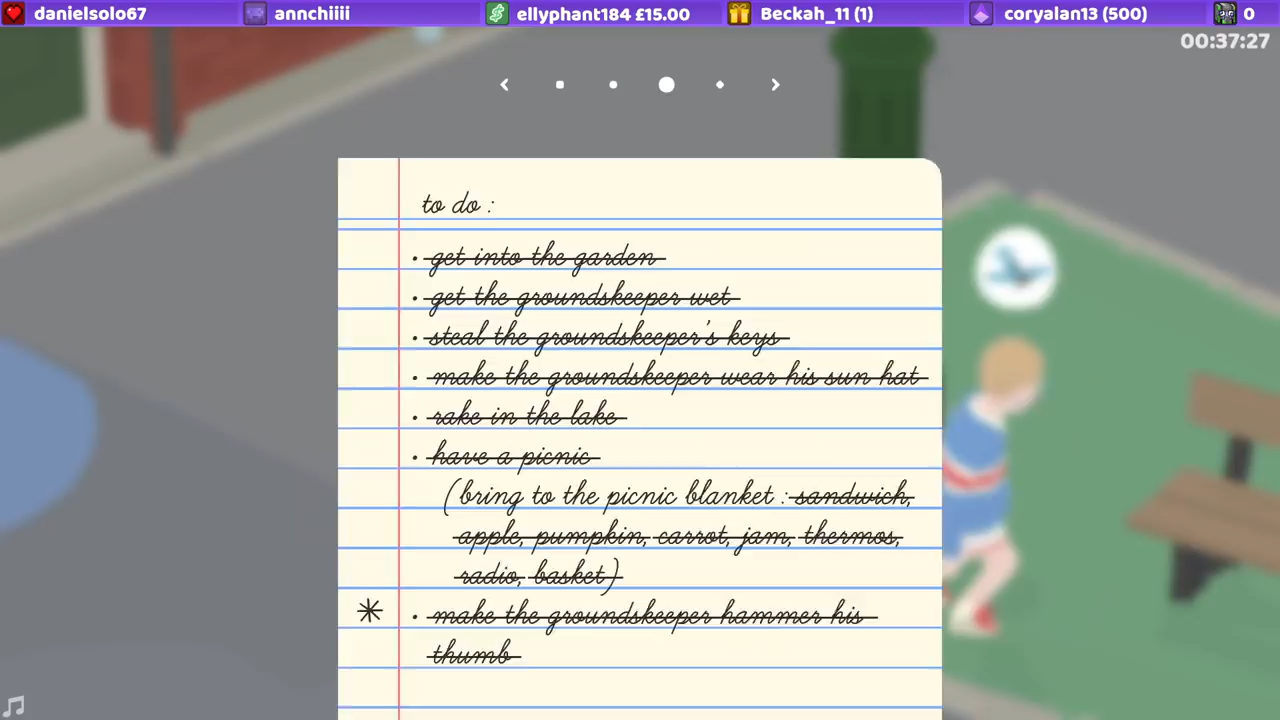 danielsolo67 annchiiii ellyphant184 £15.00 Beckah_11 (1) coryalan13 (500) 0
00:37:27
to do :
• get into the garden
• get the groundskeeper wet
• steal the groundskeeper's keys
• make the groundskeeper wear his sun hat
• rake in the lake
• have a picnic
(bring to the picnic blanket : sandwich,
apple, pumpkin, carrot, jam, thermos,
radio, basket)
• make the groundskeeper hammer his
thumb